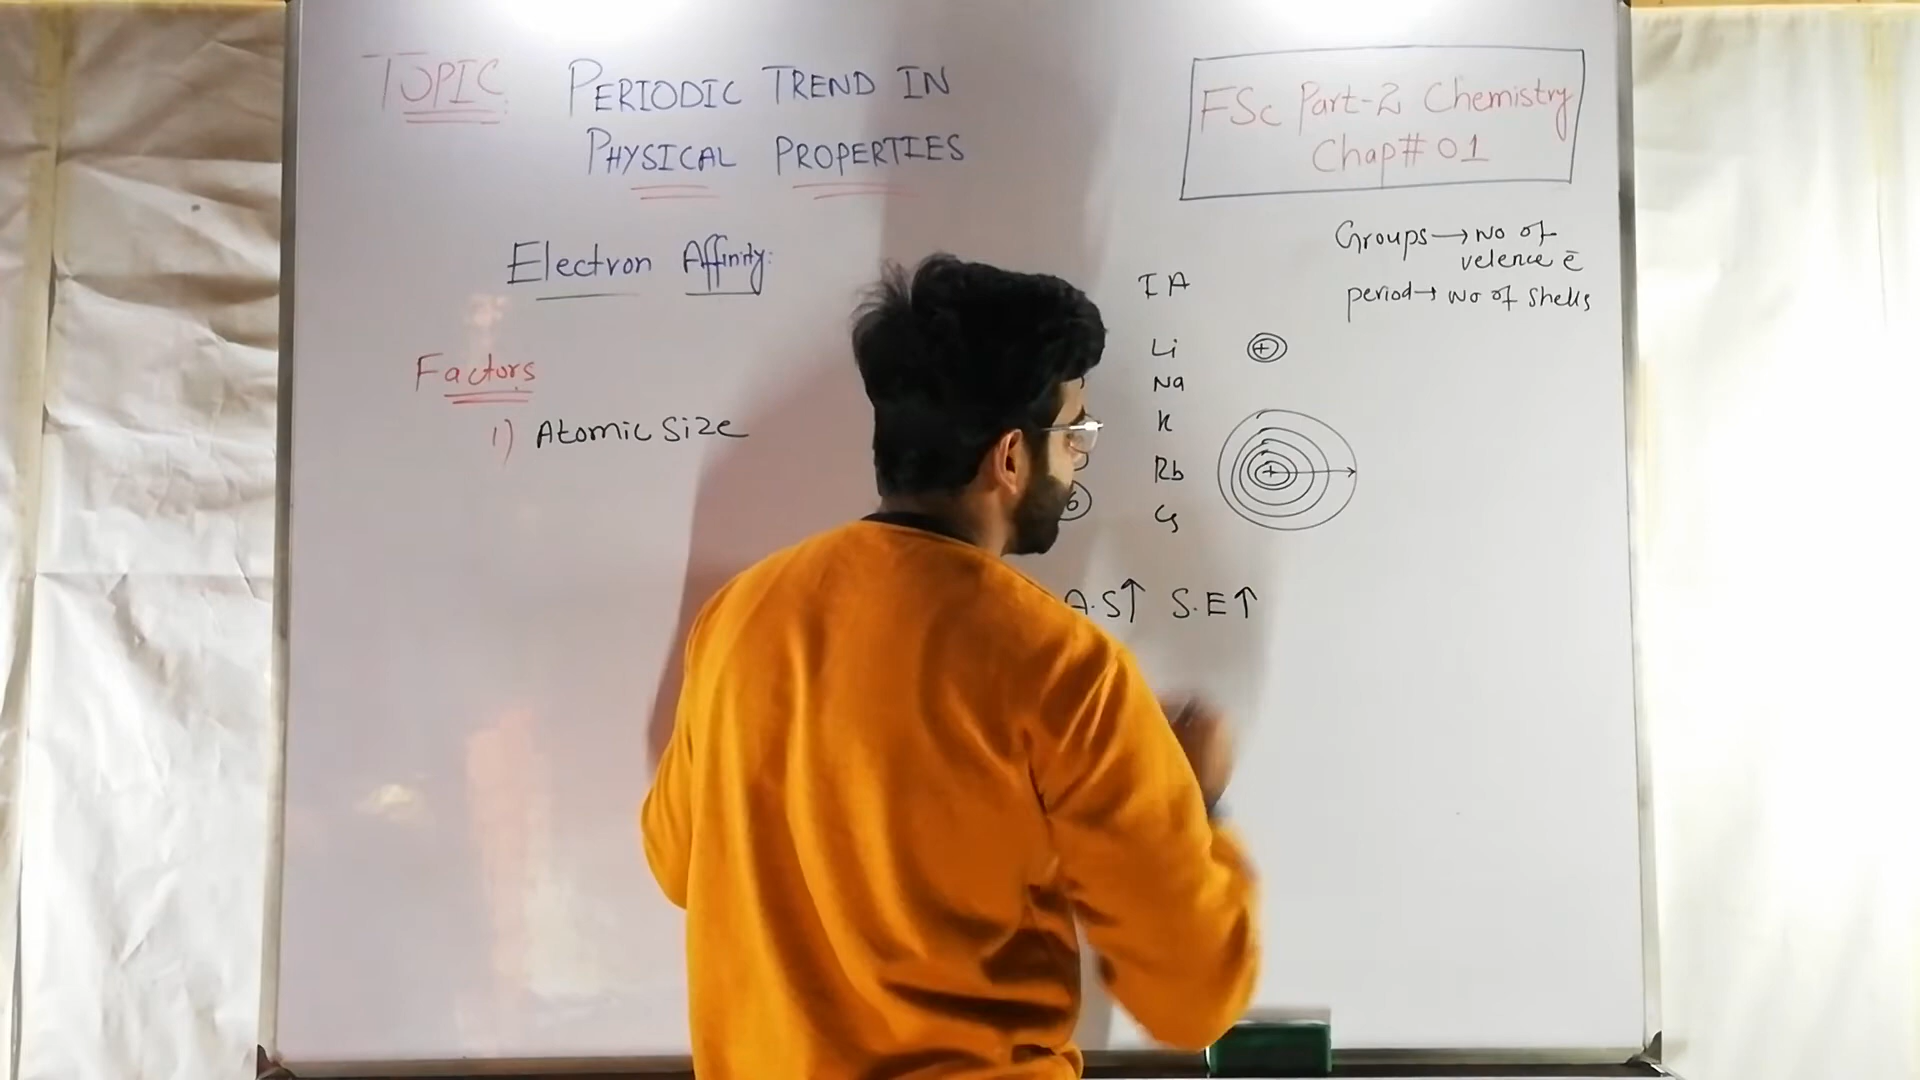 TOPIC: PERIODIC TREND IN
PHYSICAL PROPERTIES
FSc Part-2 Chemistry
Chap# 01
Groups → No of
velence ē
period → No of shells
Electron Affinity:
Factors
1) Atomic Size
I A
Li
Na
K
Rb
Cs
6
A.S↑ S.E↑